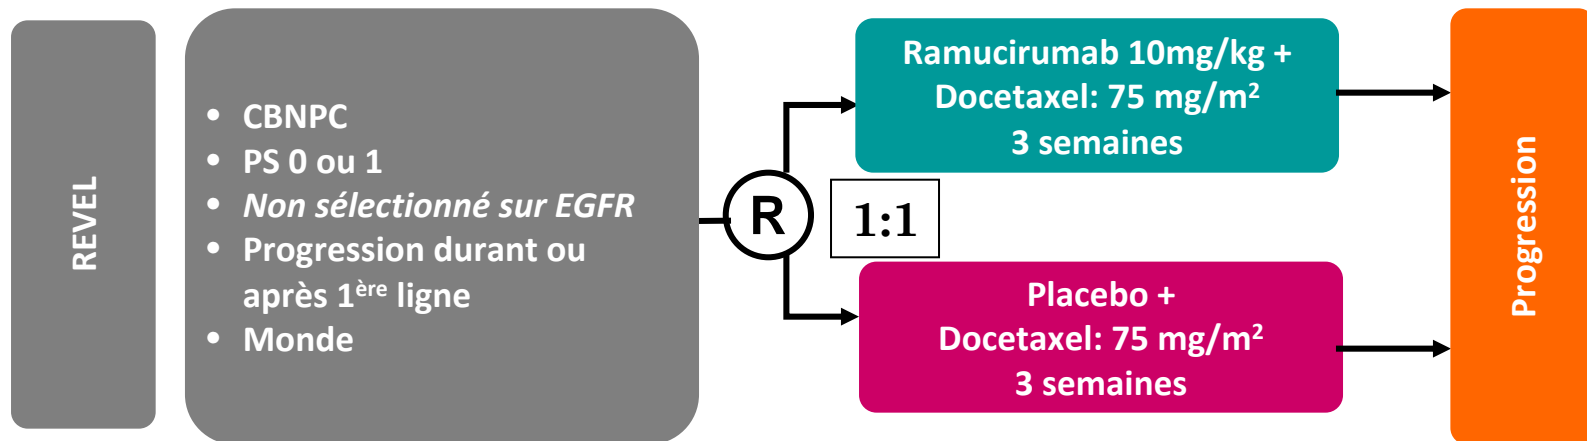 REVEL
• CBNPC
• PS 0 ou 1
• Non sélectionné sur EGFR
• Progression durant ou
après 1ère ligne
• Monde
R
1:1
Ramucirumab 10mg/kg +
Docetaxel: 75 mg/m²
3 semaines
Placebo +
Docetaxel: 75 mg/m²
3 semaines
Progression